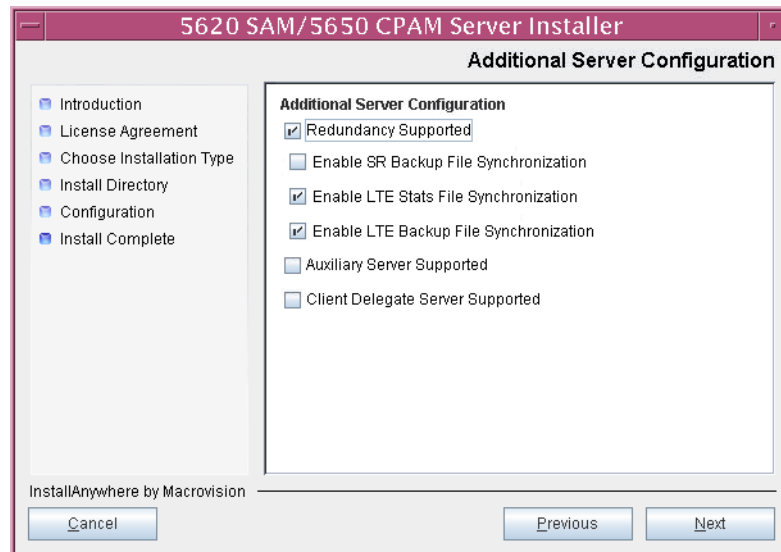 5620 SAM/5650 CPAM Server Installer
Additional Server Configuration
Introduction
License Agreement
Choose Installation Type
Install Directory
Configuration
Install Complete
Additional Server Configuration
Redundancy Supported
Enable SR Backup File Synchronization
Enable LTE Stats File Synchronization
Enable LTE Backup File Synchronization
Auxiliary Server Supported
Client Delegate Server Supported
InstallAnywhere by Macrovision
Cancel
Previous
Next